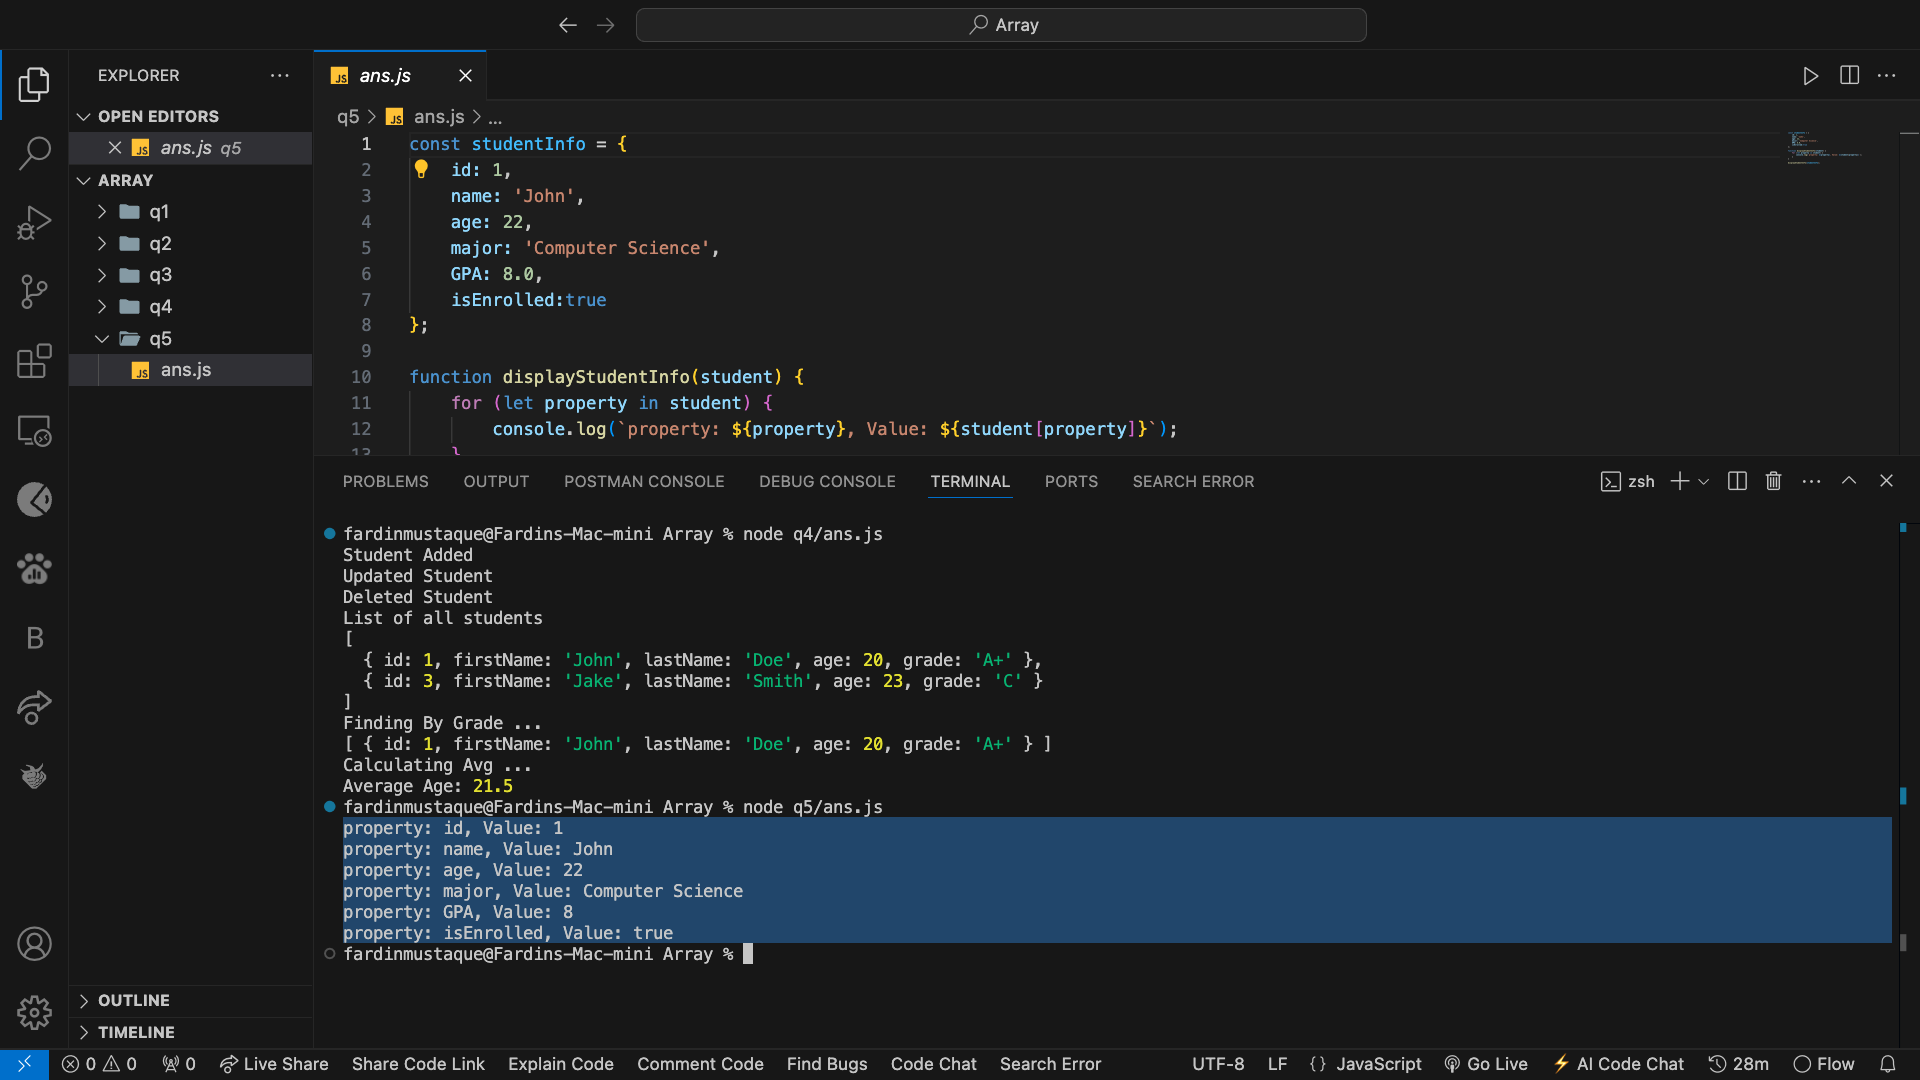 Array
EXPLORER
OPEN EDITORS
ans.js q5
ARRAY
q1
q2
q3
q4
q5
ans.js
OUTLINE
TIMELINE
ans.js
q5 > ans.js > ...
1 const studentInfo = {
2     id: 1,
3     name: 'John',
4     age: 22,
5     major: 'Computer Science',
6     GPA: 8.0,
7     isEnrolled:true
8 };
9
10 function displayStudentInfo(student) {
11     for (let property in student) {
12         console.log(`property: ${property}, Value: ${student[property]}`);
13     }
PROBLEMS OUTPUT POSTMAN CONSOLE DEBUG CONSOLE TERMINAL PORTS SEARCH ERROR zsh
fardinmustaque@Fardins-Mac-mini Array % node q4/ans.js
Student Added
Updated Student
Deleted Student
List of all students
[
  { id: 1, firstName: 'John', lastName: 'Doe', age: 20, grade: 'A+' },
  { id: 3, firstName: 'Jake', lastName: 'Smith', age: 23, grade: 'C' }
]
Finding By Grade ...
[ { id: 1, firstName: 'John', lastName: 'Doe', age: 20, grade: 'A+' } ]
Calculating Avg ...
Average Age: 21.5
fardinmustaque@Fardins-Mac-mini Array % node q5/ans.js
property: id, Value: 1
property: name, Value: John
property: age, Value: 22
property: major, Value: Computer Science
property: GPA, Value: 8
property: isEnrolled, Value: true
fardinmustaque@Fardins-Mac-mini Array %
0 0 0 Live Share Share Code Link Explain Code Comment Code Find Bugs Code Chat Search Error UTF-8 LF {} JavaScript Go Live AI Code Chat 28m Flow